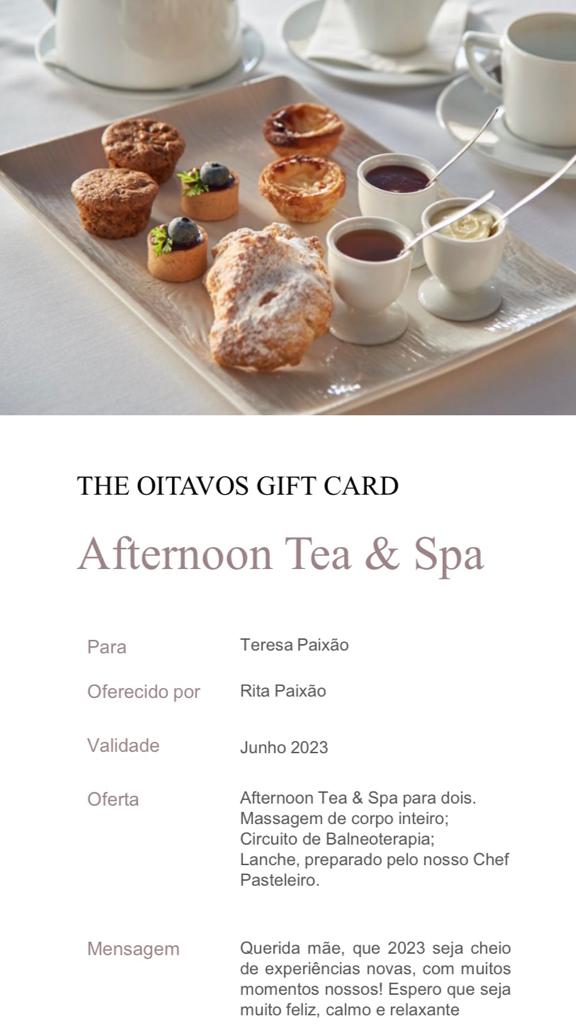 THE OITAVOS GIFT CARD
Afternoon Tea & Spa
Para Teresa Paixão
Oferecido por Rita Paixão
Validade Junho 2023
Oferta Afternoon Tea & Spa para dois.
Massagem de corpo inteiro;
Circuito de Balneoterapia;
Lanche, preparado pelo nosso Chef
Pasteleiro.
Mensagem Querida mãe, que 2023 seja cheio
de experiências novas, com muitos
momentos nossos! Espero que seja
muito feliz, calmo e relaxante